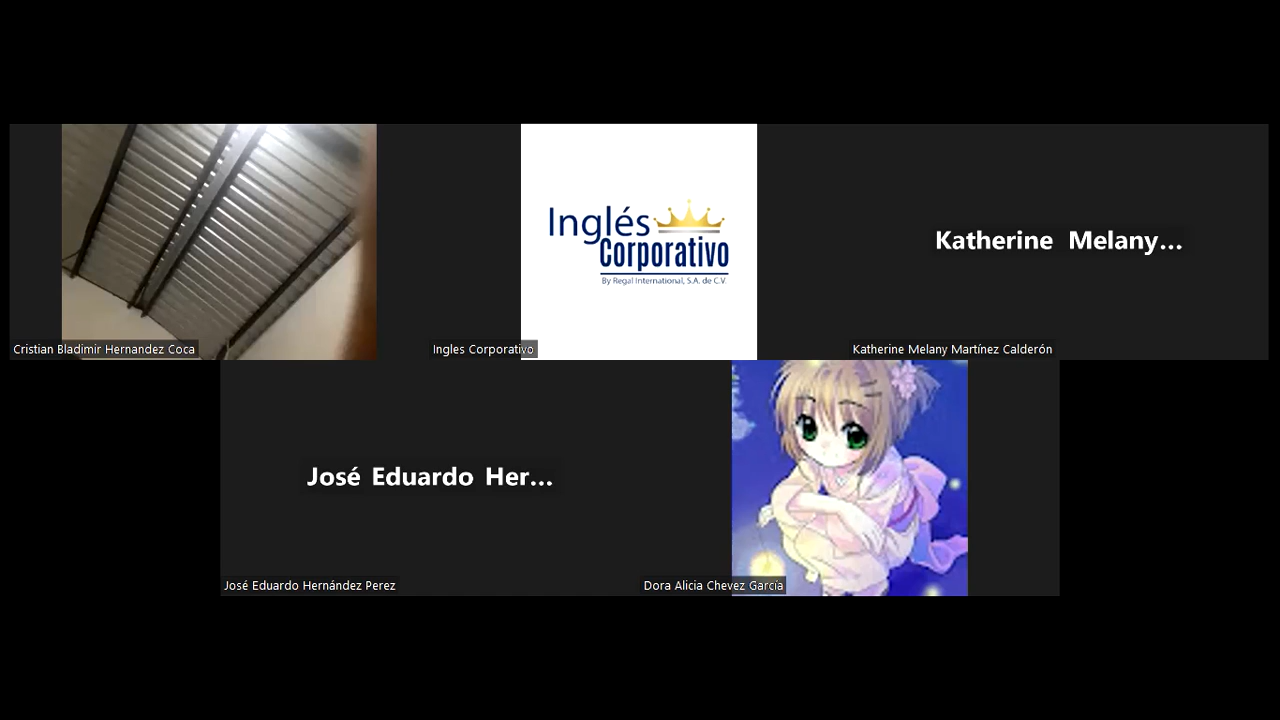 Inglés
Corporativo
By Regal International, S.A. de C.V.
Katherine Melany...
Cristian Bladimir Hernandez Coca
Ingles Corporativo
Katherine Melany Martínez Calderón
José Eduardo Her...
José Eduardo Hernández Perez
Dora Alicia Chevez García